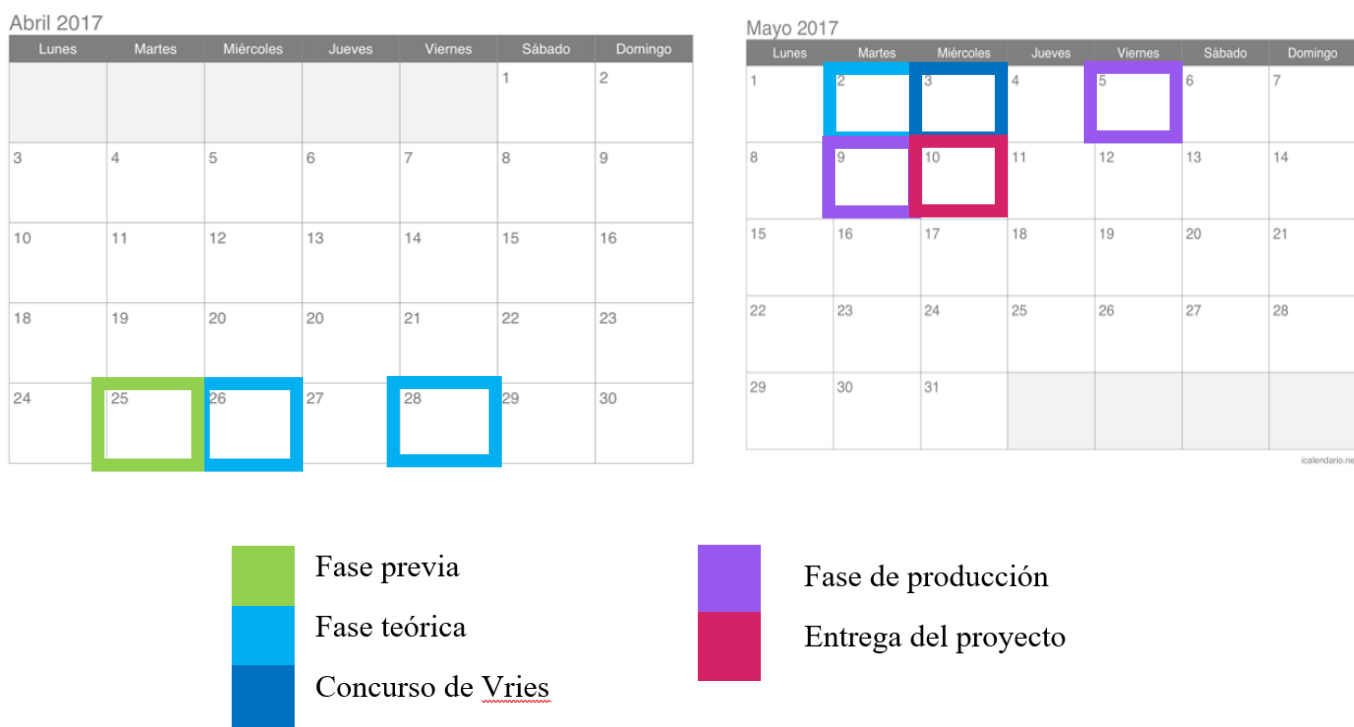 Abril 2017
Lunes Martes Miércoles Jueves Viernes Sábado Domingo
1 2
3 4 5 6 7 8 9
10 11 12 13 14 15 16
18 19 20 20 21 22 23
24 25 26 27 28 29 30
Mayo 2017
Lunes Martes Miércoles Jueves Viernes Sábado Domingo
1 2 3 4 5 6 7
8 9 10 11 12 13 14
15 16 17 18 19 20 21
22 23 24 25 26 27 28
29 30 31
icalendario.ne
Fase previa
Fase teórica
Concurso de Vries
Fase de producción
Entrega del proyecto